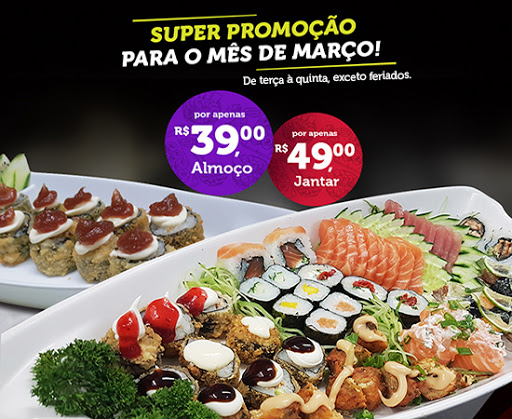 SUPER PROMOÇÃO
PARA O MÊS DE MARÇO!
De terça à quinta, exceto feriados.
por apenas
R$39,00
Almoço
por apenas
R$49,00
Jantar